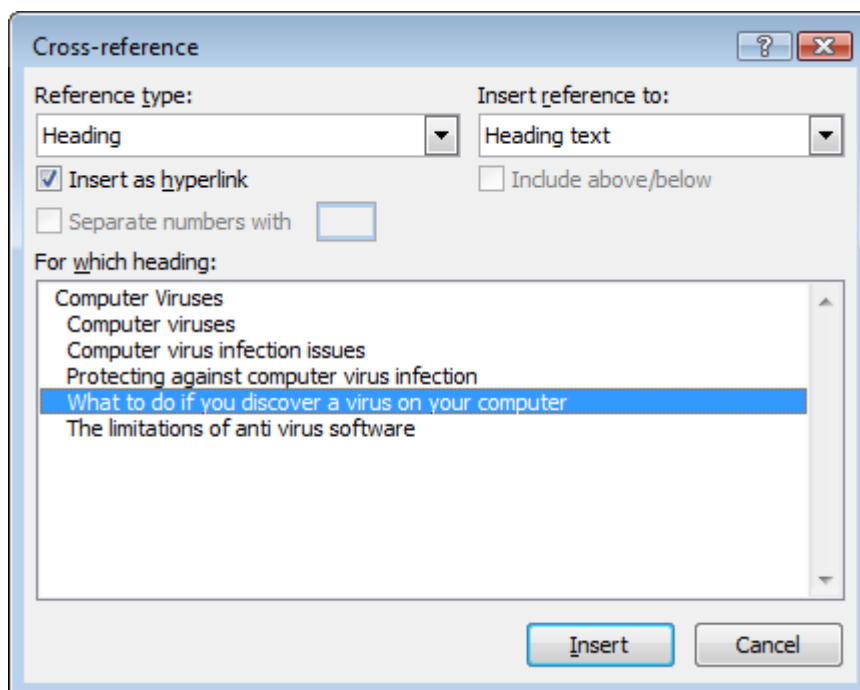 Cross-reference
Reference type:
Insert reference to:
Heading
Heading text
Insert as hyperlink
Include above/below
Separate numbers with
For which heading:
Computer Viruses
Computer viruses
Computer virus infection issues
Protecting against computer virus infection
What to do if you discover a virus on your computer
The limitations of anti virus software
Insert
Cancel